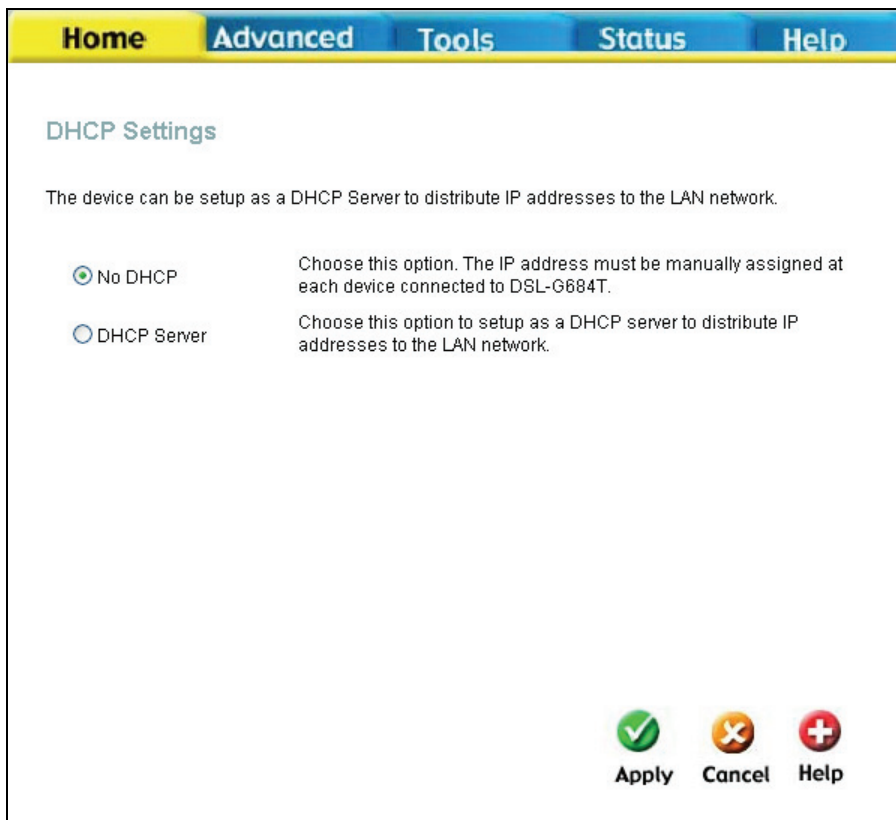 Home Advanced Tools Status Help
DHCP Settings
The device can be setup as a DHCP Server to distribute IP addresses to the LAN network.
No DHCP
Choose this option. The IP address must be manually assigned at
each device connected to DSL-G684T.
DHCP Server
Choose this option to setup as a DHCP server to distribute IP
addresses to the LAN network.
Apply Cancel Help